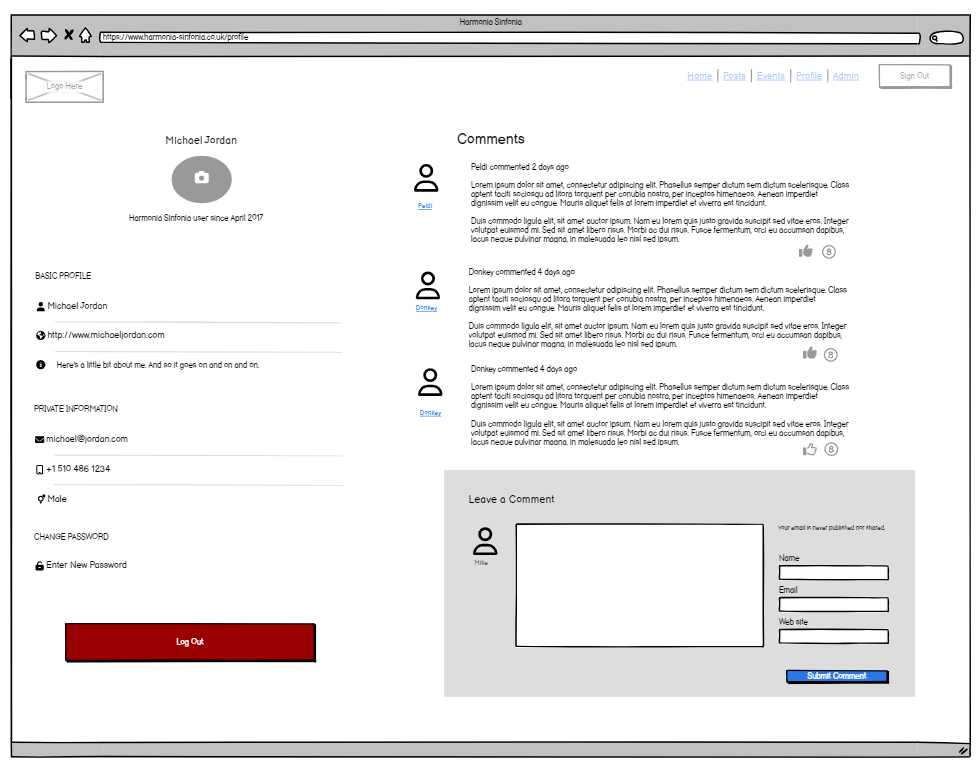 Harmonia Sinfonia
https://www.harmonia-sinfonia.co.uk/profile
Logo Here
Home | Posts | Events | Profile | Admin
Sign Out
Michael Jordan
Harmonia Sinfonia user since April 2017
BASIC PROFILE
Michael Jordan
http://www.michaeljordan.com
Here's a little bit about me. And so it goes on and on and on.
PRIVATE INFORMATION
michael@jordan.com
+1 510 486 1234
Male
CHANGE PASSWORD
Enter New Password
Log Out
Comments
Peldi
Peldi commented 2 days ago
Lorem ipsum dolor sit amet, consectetur adipiscing elit. Phasellus semper dictum sem dictum scelerisque. Class
aptent taciti sociosqu ad litora torquent per conubia nostra, per inceptos himenaeos. Aenean imperdiet
dignissim velit eu congue. Mauris aliquet felis at lorem imperdiet et viverra est tincidunt.
Duis commodo ligula elit, sit amet auctor ipsum. Nam eu lorem quis justo gravida suscipit sed vitae eros. Integer
volutpat euismod mi. Sed sit amet libero risus. Morbi ac dui risus. Fusce fermentum, orci eu accumsan dapibus,
lacus neque pulvinar magna, in malesuada leo nisl sed ipsum.
8
Donkey
Donkey commented 4 days ago
Lorem ipsum dolor sit amet, consectetur adipiscing elit. Phasellus semper dictum sem dictum scelerisque. Class
aptent taciti sociosqu ad litora torquent per conubia nostra, per inceptos himenaeos. Aenean imperdiet
dignissim velit eu congue. Mauris aliquet felis at lorem imperdiet et viverra est tincidunt.
Duis commodo ligula elit, sit amet auctor ipsum. Nam eu lorem quis justo gravida suscipit sed vitae eros. Integer
volutpat euismod mi. Sed sit amet libero risus. Morbi ac dui risus. Fusce fermentum, orci eu accumsan dapibus,
lacus neque pulvinar magna, in malesuada leo nisl sed ipsum.
8
Donkey
Donkey commented 4 days ago
Lorem ipsum dolor sit amet, consectetur adipiscing elit. Phasellus semper dictum sem dictum scelerisque. Class
aptent taciti sociosqu ad litora torquent per conubia nostra, per inceptos himenaeos. Aenean imperdiet
dignissim velit eu congue. Mauris aliquet felis at lorem imperdiet et viverra est tincidunt.
Duis commodo ligula elit, sit amet auctor ipsum. Nam eu lorem quis justo gravida suscipit sed vitae eros. Integer
volutpat euismod mi. Sed sit amet libero risus. Morbi ac dui risus. Fusce fermentum, orci eu accumsan dapibus,
lacus neque pulvinar magna, in malesuada leo nisl sed ipsum.
8
Leave a Comment
Mike
Your email is never published nor shared.
Name
Email
Web site
Submit Comment